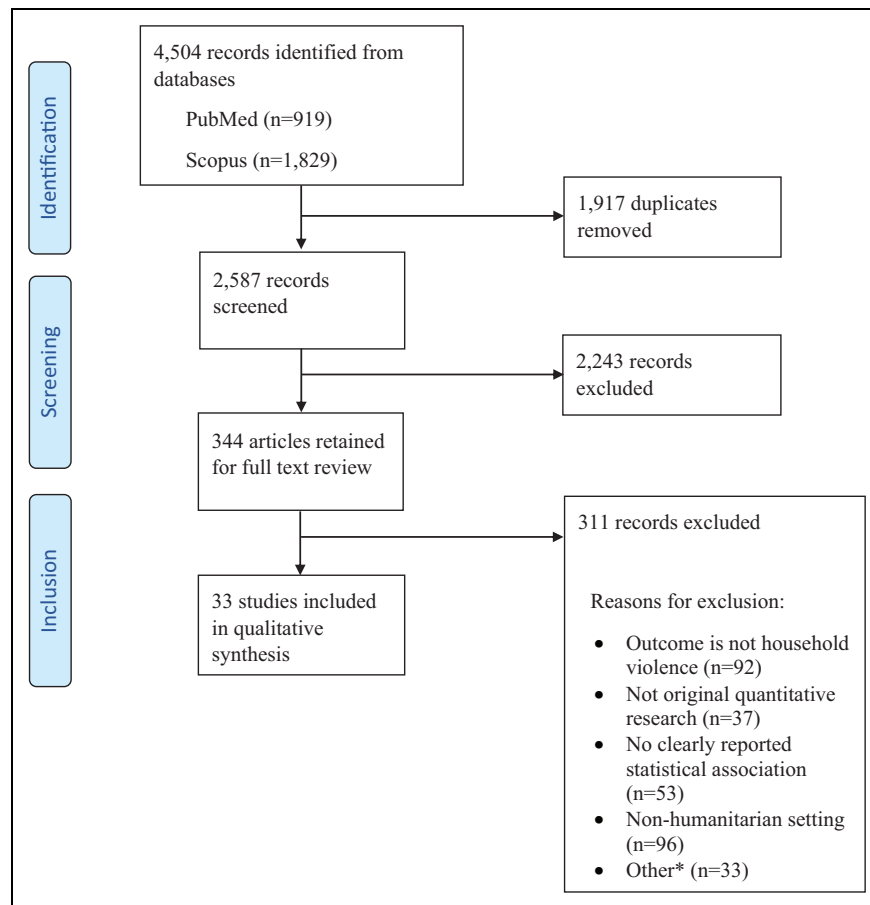 4,504 records identified from
databases
PubMed (n=919)
Scopus (n=1,829)
Identification
1,917 duplicates
removed
2,587 records
screened
Screening
2,243 records
excluded
344 articles retained
for full text review
Inclusion
311 records excluded
33 studies included
in qualitative
synthesis
Reasons for exclusion:
• Outcome is not household
violence (n=92)
• Not original quantitative
research (n=37)
• No clearly reported
statistical association
(n=53)
• Non-humanitarian setting
(n=96)
• Other* (n=33)